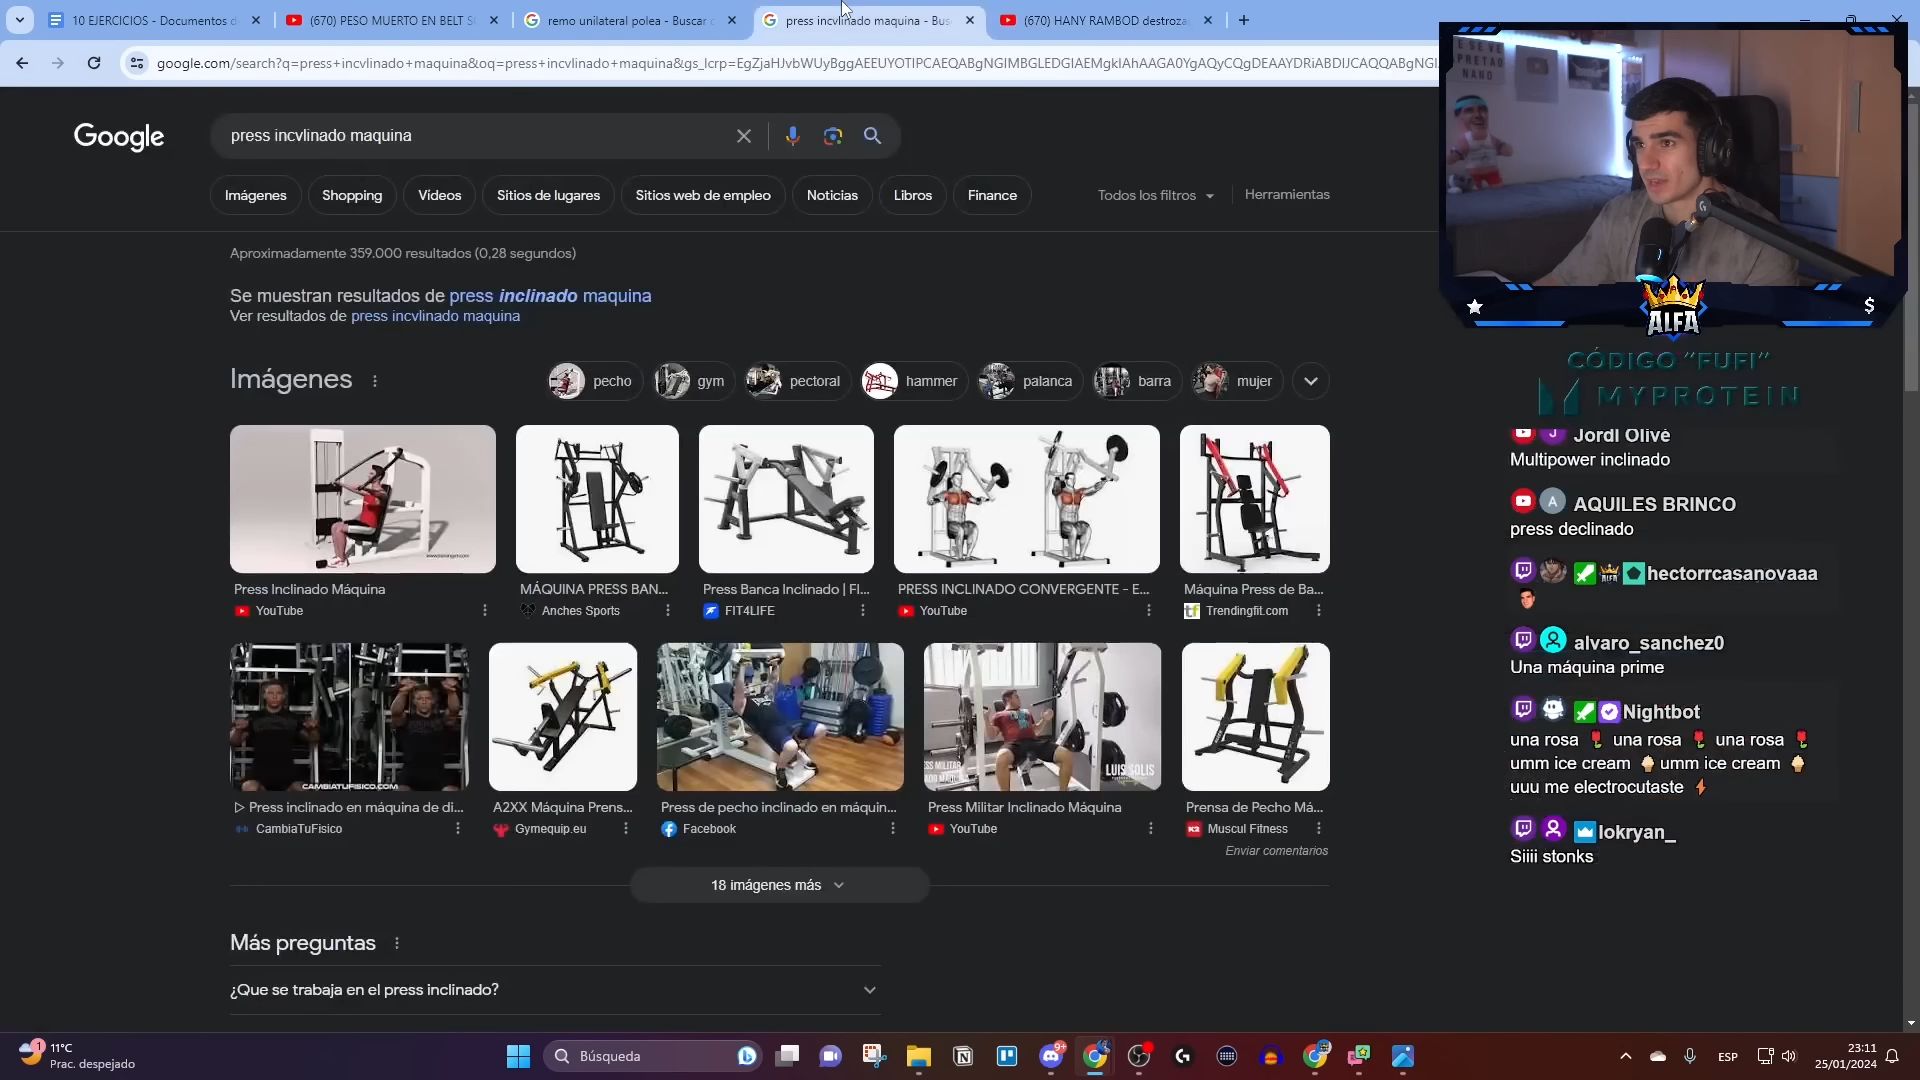 10 EJERCICIOS - Documentos d
(670) PESO MUERTO EN BELT S
remo unilateral polea - Buscar c
press incvlinado maquina - Bus
(670) HANY RAMBOD destroza
google.com/search?q=press+incvlinado+maquina&oq=press+incvlinado+maquina&gs_lcrp=EgZjaHJvbWUyBggAEEUYOTIPCAEQABgNGIMBGLEDGIAEMgkIAhAAGA0YgAQyCQgDEAAYDRiABDIJCAQQABgNGI
Google
press incvlinado maquina
Imágenes
Shopping
Vídeos
Sitios de lugares
Sitios web de empleo
Noticias
Libros
Finance
Todos los filtros
Herramientas
Aproximadamente 359.000 resultados (0,28 segundos)
Se muestran resultados de press inclinado maquina
Ver resultados de press incvlinado maquina
Imágenes
pecho
gym
pectoral
hammer
palanca
barra
mujer
Press Inclinado Máquina
YouTube
MÁQUINA PRESS BAN...
Anches Sports
Press Banca Inclinado | Fl...
FIT4LIFE
PRESS INCLINADO CONVERGENTE - E...
YouTube
Máquina Press de Ba...
Trendingfit.com
CAMBIATUFISICO.COM
LUIS SOLIS
▷ Press inclinado en máquina de di...
CambiaTuFisico
A2XX Máquina Prens...
Gymequip.eu
Press de pecho inclinado en máquin...
Facebook
Press Militar Inclinado Máquina
YouTube
Prensa de Pecho Má...
Muscul Fitness
Enviar comentarios
18 imágenes más
Más preguntas
¿Que se trabaja en el press inclinado?
ALFA
CÓDIGO "FUFI"
MYPROTEIN
Jordi Olivé
Multipower inclinado
AQUILES BRINCO
press declinado
hectorrcasanovaaa
alvaro_sanchez0
Una máquina prime
Nightbot
una rosa 🌹 una rosa 🌹 una rosa 🌹
umm ice cream 🍦 umm ice cream 🍦
uuu me electrocutaste ⚡
lokryan_
Siiii stonks
11°C
Prac. despejado
Búsqueda
ESP
23:11
25/01/2024